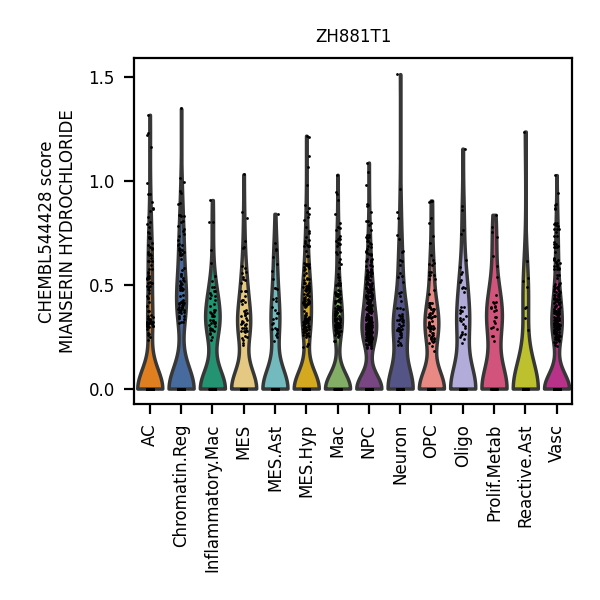 ZH881T1
CHEMBL544428 score
MIANSERIN HYDROCHLORIDE
1.5
1.0
0.5
0.0
AC
Chromatin.Reg
Inflammatory.Mac
MES
MES.Ast
MES.Hyp
Mac
NPC
Neuron
OPC
Oligo
Prolif.Metab
Reactive.Ast
Vasc